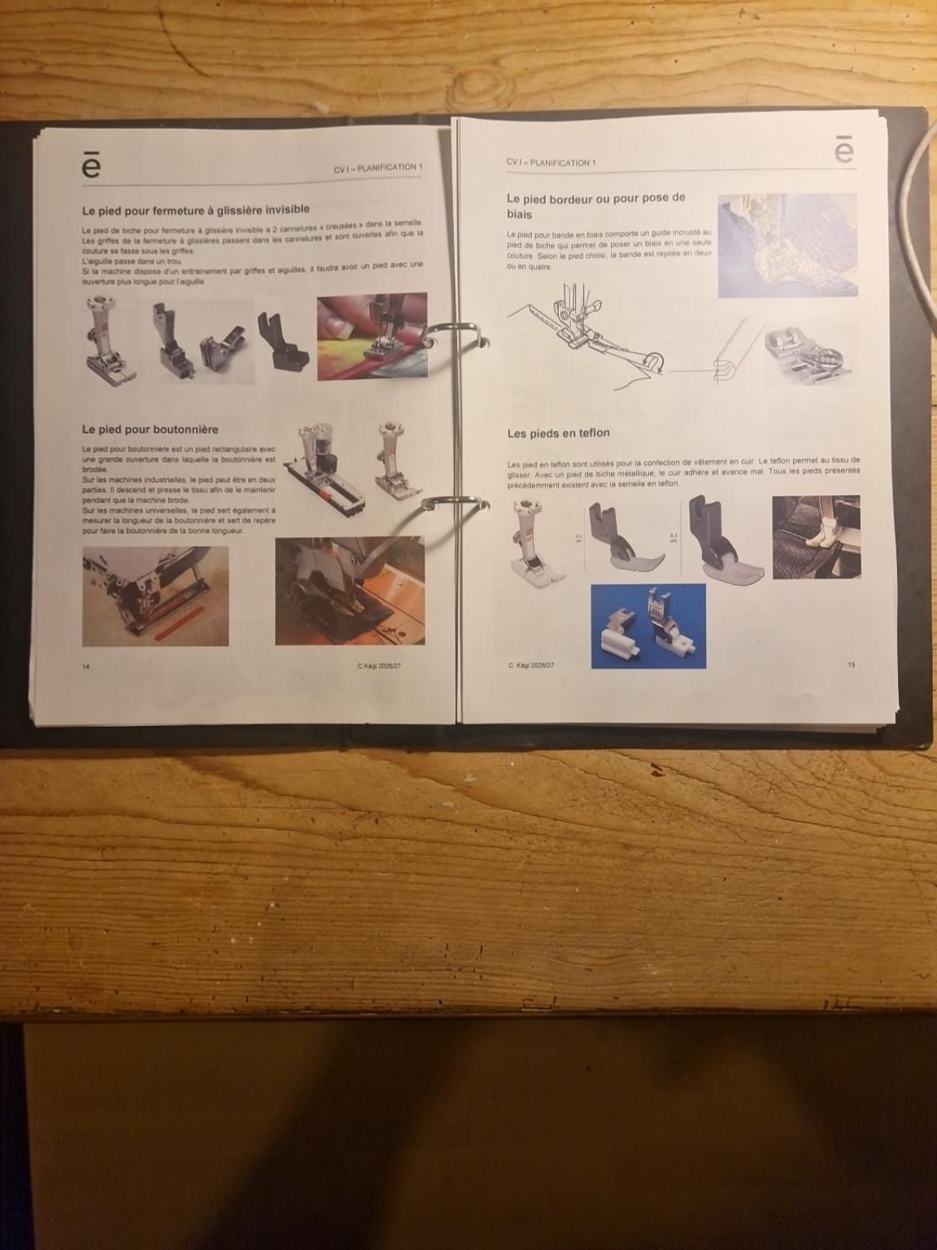 ē
CV I – PLANIFICATION 1
Le pied pour fermeture à glissière invisible
Le pied de biche pour fermeture à glissière invisible a 2 cannelures « creusées » dans la semelle.
Les griffes de la fermeture à glissières passent dans les cannelures et sont ouvertes afin que la
couture se fasse sous les griffes.
L'aiguille passe dans un trou.
Si la machine dispose d'un entrainement par griffes et aiguilles, il faudra avoir un pied avec une
ouverture plus longue pour l'aiguille
Le pied pour boutonnière
Le pied pour boutonnière est un pied rectangulaire avec
une grande ouverture dans laquelle la boutonnière est
brodée.
Sur les machines industrielles, le pied peut être en deux
parties. Il descend et presse le tissu afin de le maintenir
pendant que la machine brode.
Sur les machines universelles, le pied sert également à
mesurer la longueur de la boutonnière et sert de repère
pour faire la boutonnière de la bonne longueur.
14
C. Kägi 2026/27
CV I – PLANIFICATION 1
ē
Le pied bordeur ou pour pose de
biais
Le pied pour bande en biais comporte un guide incrusté au
pied de biche qui permet de poser un biais en une seule
couture. Selon le pied choisi, la bande est repliée en deux
ou en quatre.
Les pieds en teflon
Les pied en teflon sont utilisés pour la confection de vêtement en cuir. Le teflon permet au tissu de
glisser. Avec un pied de biche métallique, le cuir adhère et avance mal. Tous les pieds présentés
précédemment existent avec la semelle en teflon.
C. Kägi 2026/27
15